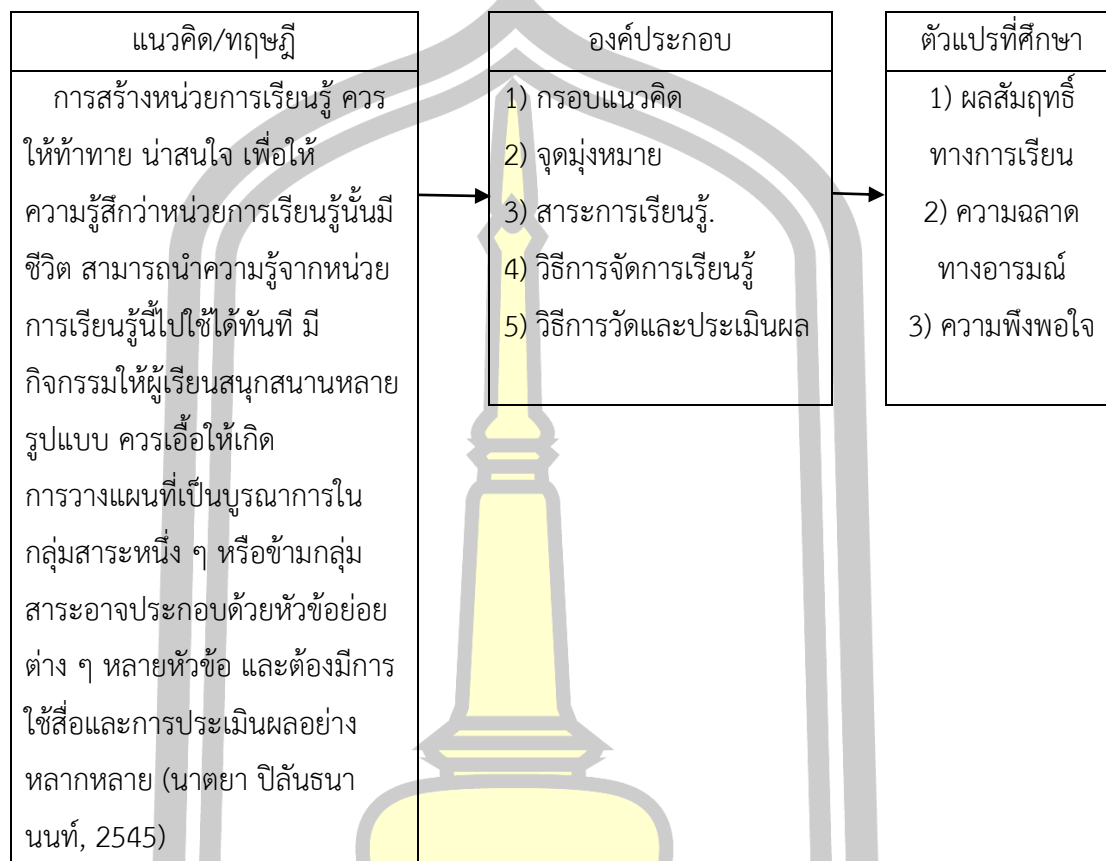 แนวคิด/ทฤษฎี
การสร้างหน่วยการเรียนรู้ ควร
ให้ท้าทาย น่าสนใจ เพื่อให้
ความรู้สึกว่าหน่วยการเรียนรู้นั้นมี
ชีวิต สามารถนำความรู้จากหน่วย
การเรียนรู้นี้ไปใช้ได้ทันที มี
กิจกรรมให้ผู้เรียนสนุกสนานหลาย
รูปแบบ ควรเอื้อให้เกิด
การวางแผนที่เป็นบูรณาการใน
กลุ่มสาระหนึ่ง ๆ หรือข้ามกลุ่ม
สาระอาจประกอบด้วยหัวข้อย่อย
ต่าง ๆ หลายหัวข้อ และต้องมีการ
ใช้สื่อและการประเมินผลอย่าง
หลากหลาย (นาตยา ปิลันธนา
นนท์, 2545)
องค์ประกอบ
1) กรอบแนวคิด
2) จุดมุ่งหมาย
3) สาระการเรียนรู้.
4) วิธีการจัดการเรียนรู้
5) วิธีการวัดและประเมินผล
ตัวแปรที่ศึกษา
1) ผลสัมฤทธิ์
ทางการเรียน
2) ความฉลาด
ทางอารมณ์
3) ความพึงพอใจ